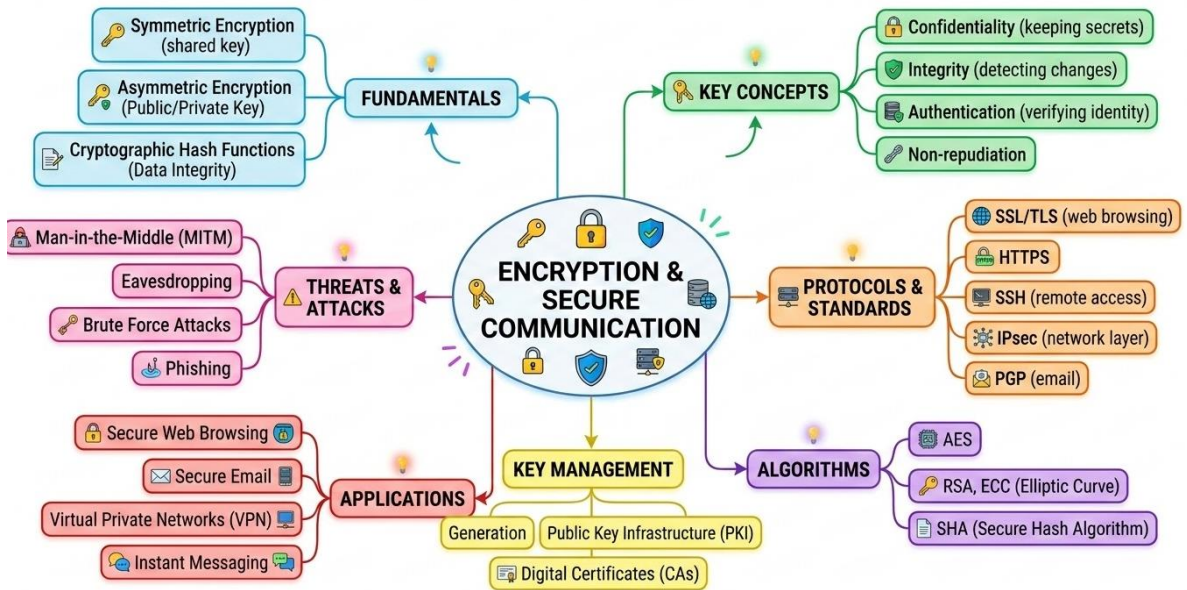 Symmetric Encryption
(shared key)
Asymmetric Encryption
(Public/Private Key)
Cryptographic Hash Functions
(Data Integrity)
FUNDAMENTALS
KEY CONCEPTS
Confidentiality (keeping secrets)
Integrity (detecting changes)
Authentication (verifying identity)
Non-repudiation
Man-in-the-Middle (MITM)
Eavesdropping
Brute Force Attacks
Phishing
THREATS &
ATTACKS
ENCRYPTION &
SECURE
COMMUNICATION
PROTOCOLS &
STANDARDS
SSL/TLS (web browsing)
HTTPS
SSH (remote access)
IPsec (network layer)
PGP (email)
Secure Web Browsing
Secure Email
Virtual Private Networks (VPN)
Instant Messaging
APPLICATIONS
KEY MANAGEMENT
Generation
Public Key Infrastructure (PKI)
Digital Certificates (CAs)
ALGORITHMS
AES
RSA, ECC (Elliptic Curve)
SHA (Secure Hash Algorithm)